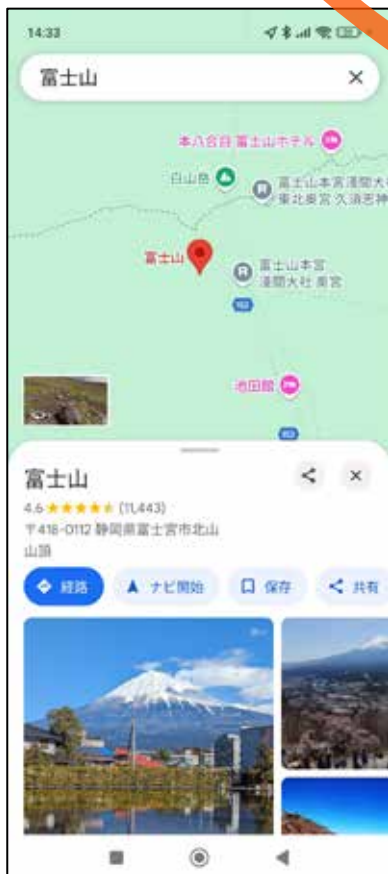 14:33
富士山
本八合目 富士山ホテル
白山岳
富士山本宮浅間大社
東北奥宮 久須志神
富士山
富士山本宮
浅間大社 奥宮
152
池田館
152
富士山
4.6 (11,443)
〒418-0112 静岡県富士宮市北山
山頂
経路
ナビ開始
保存
共有